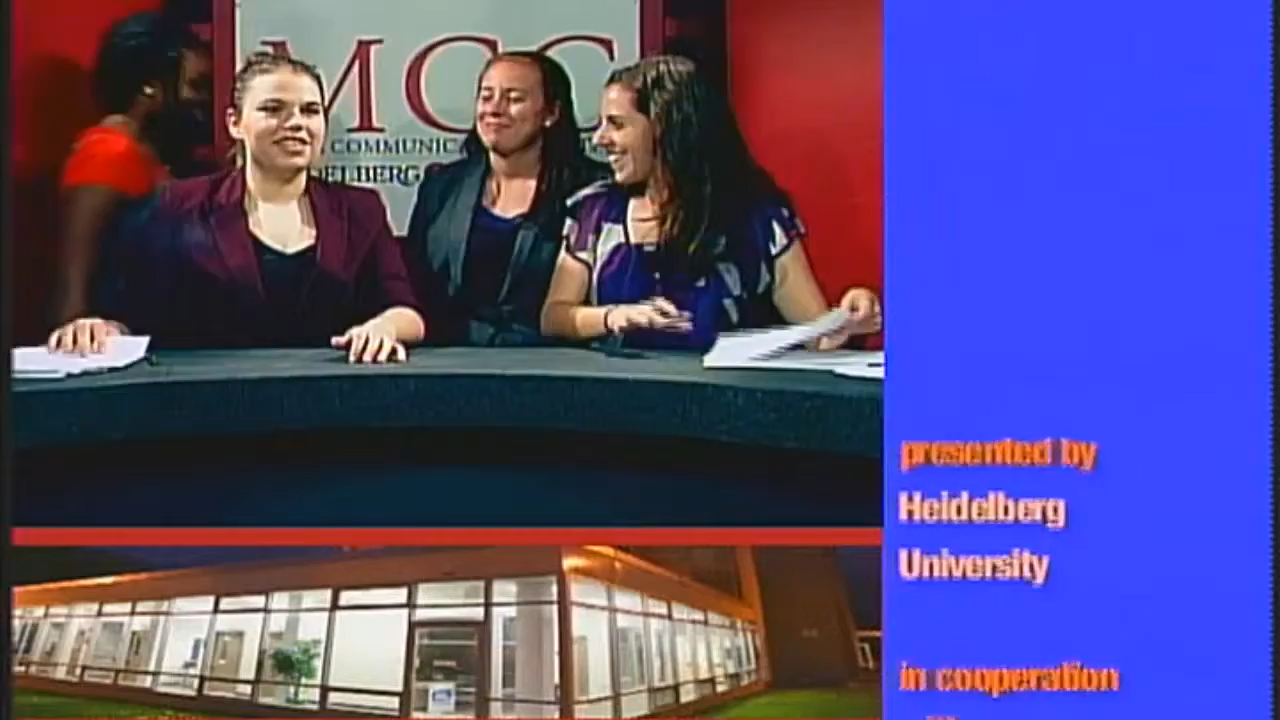 MCC
COMMUNICA
DELBERG
presented by
Heidelberg
University
in cooperation